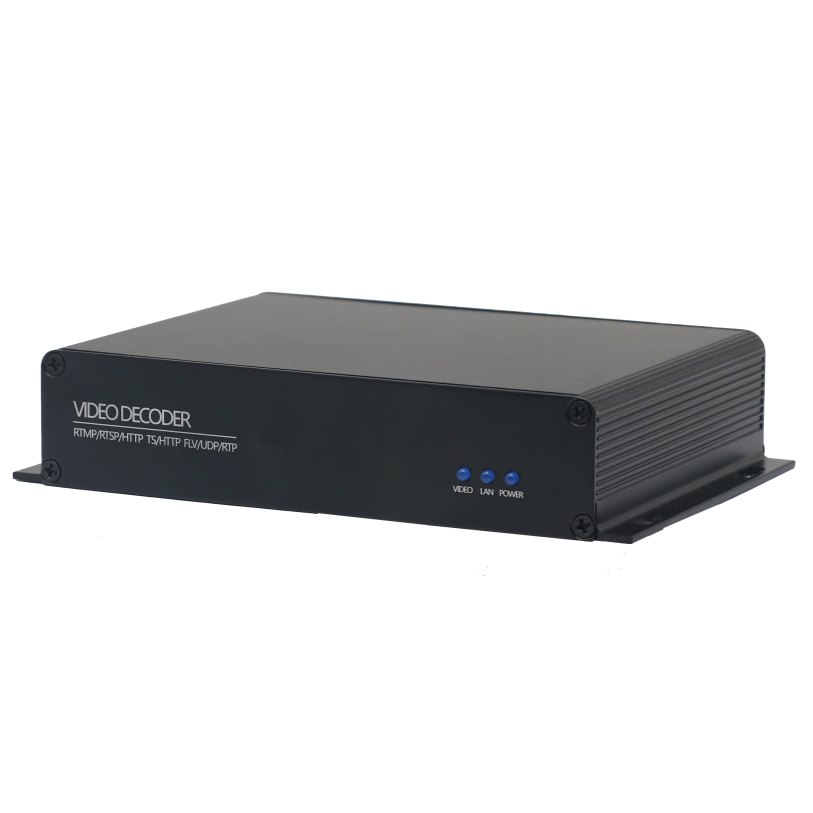 VIDEO DECODER
RTMP/RTSP/HTTP TS/HTTP FLV/UDP/RTP
VIDEO LAN POWER